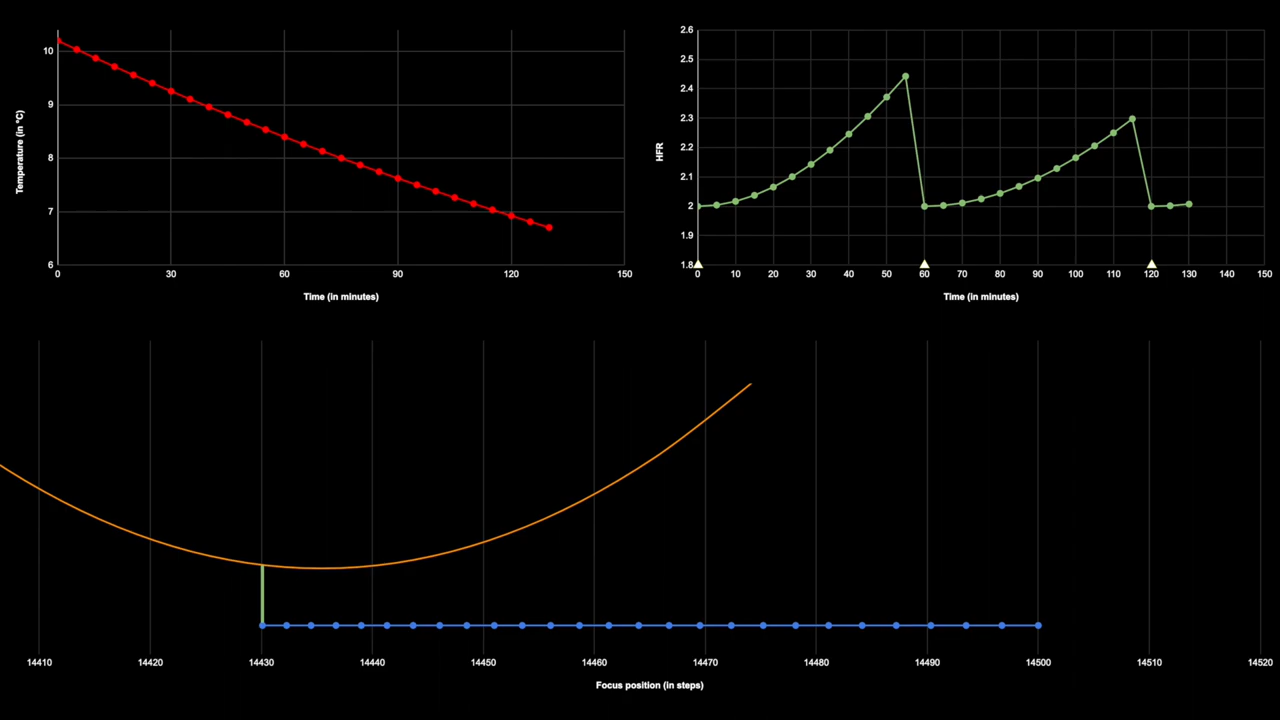 10
9
8
7
6
0 30 60 90 120 150
Temperature (in °C)
Time (in minutes)
2.6
2.5
2.4
2.3
2.2
2.1
2
1.9
1.8
0 10 20 30 40 50 60 70 80 90 100 110 120 130 140 150
HFR
Time (in minutes)
14410 14420 14430 14440 14450 14460 14470 14480 14490 14500 14510 14520
Focus position (in steps)